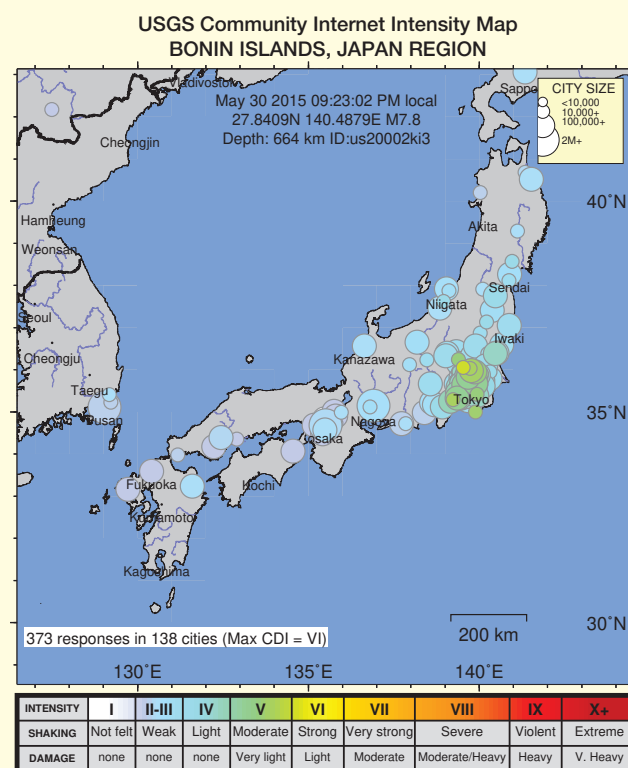 USGS Community Internet Intensity Map
BONIN ISLANDS, JAPAN REGION
May 30 2015 09:23:02 PM local
27.8409N 140.4879E M7.8
Depth: 664 km ID:us20002ki3
CITY SIZE
<10,000
10,000+
100,000+
2M+
Vladivostok
Sappo
Cheongjin
40°N
Hamheung
Akita
Weonsan
Sendai
Niigata
Seoul
Iwaki
Cheongju
Kanazawa
Taegu
Tokyo
35°N
Nagoya
Busan
Osaka
Fukuoka
Kochi
Kumamoto
Kagoshima
30°N
373 responses in 138 cities (Max CDI = VI)
200 km
130°E 135°E 140°E
INTENSITY I II-III IV V VI VII VIII IX X+
SHAKING Not felt Weak Light Moderate Strong Very strong Severe Violent Extreme
DAMAGE none none none Very light Light Moderate Moderate/Heavy Heavy V. Heavy